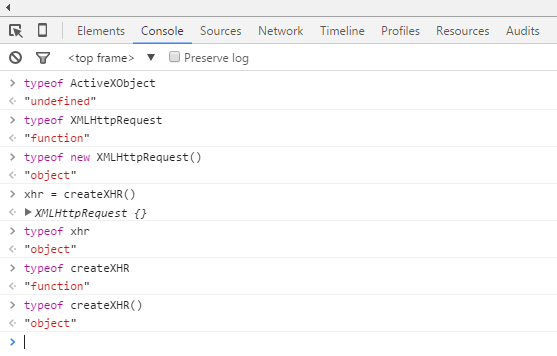 Elements Console Sources Network Timeline Profiles Resources Audits
<top frame> ▼ Preserve log
> typeof ActiveXObject
"undefined"
> typeof XMLHttpRequest
"function"
> typeof new XMLHttpRequest()
"object"
> xhr = createXHR()
▶ XMLHttpRequest {}
> typeof xhr
"object"
> typeof createXHR
"function"
> typeof createXHR()
"object"
>